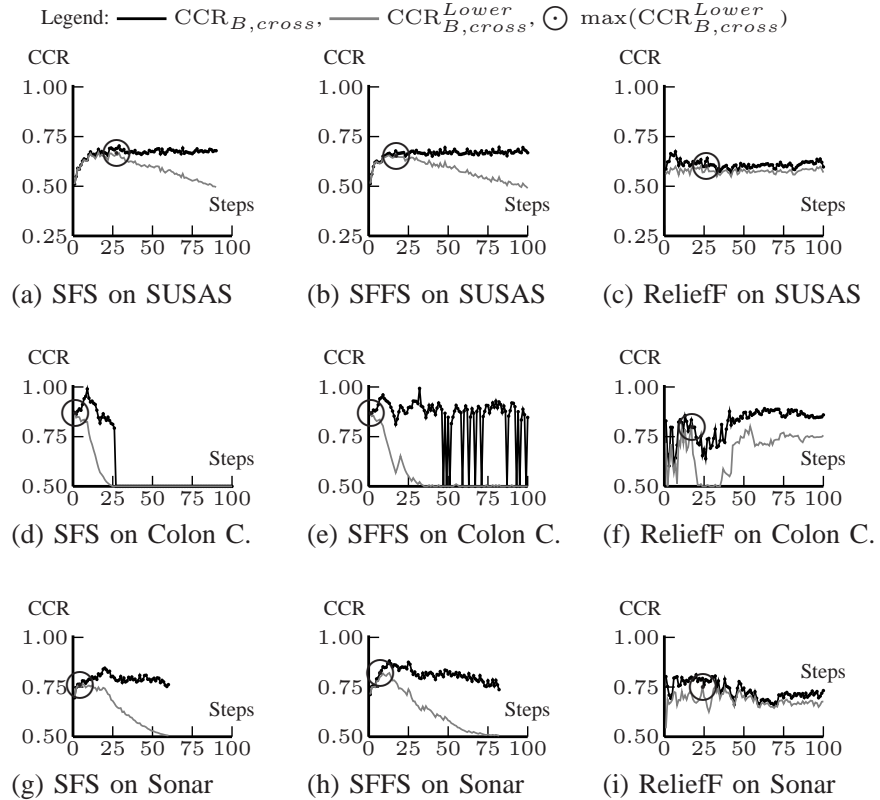 Legend: CCR_{B,cross}, CCR^{Lower}_{B,cross}, ⊙ max(CCR^{Lower}_{B,cross})
CCR
1.00
0.75
0.50
0.25
0 25 50 75 100
Steps
(a) SFS on SUSAS
CCR
1.00
0.75
0.50
0.25
0 25 50 75 100
Steps
(b) SFFS on SUSAS
CCR
1.00
0.75
0.50
0.25
0 25 50 75 100
Steps
(c) ReliefF on SUSAS
CCR
1.00
0.75
0.50
0 25 50 75 100
Steps
(d) SFS on Colon C.
CCR
1.00
0.75
0.50
0 25 50 75 100
Steps
(e) SFFS on Colon C.
CCR
1.00
0.75
0.50
0 25 50 75 100
Steps
(f) ReliefF on Colon C.
CCR
1.00
0.75
0.50
0 25 50 75 100
Steps
(g) SFS on Sonar
CCR
1.00
0.75
0.50
0 25 50 75 100
Steps
(h) SFFS on Sonar
CCR
1.00
0.75
0.50
0 25 50 75 100
Steps
(i) ReliefF on Sonar